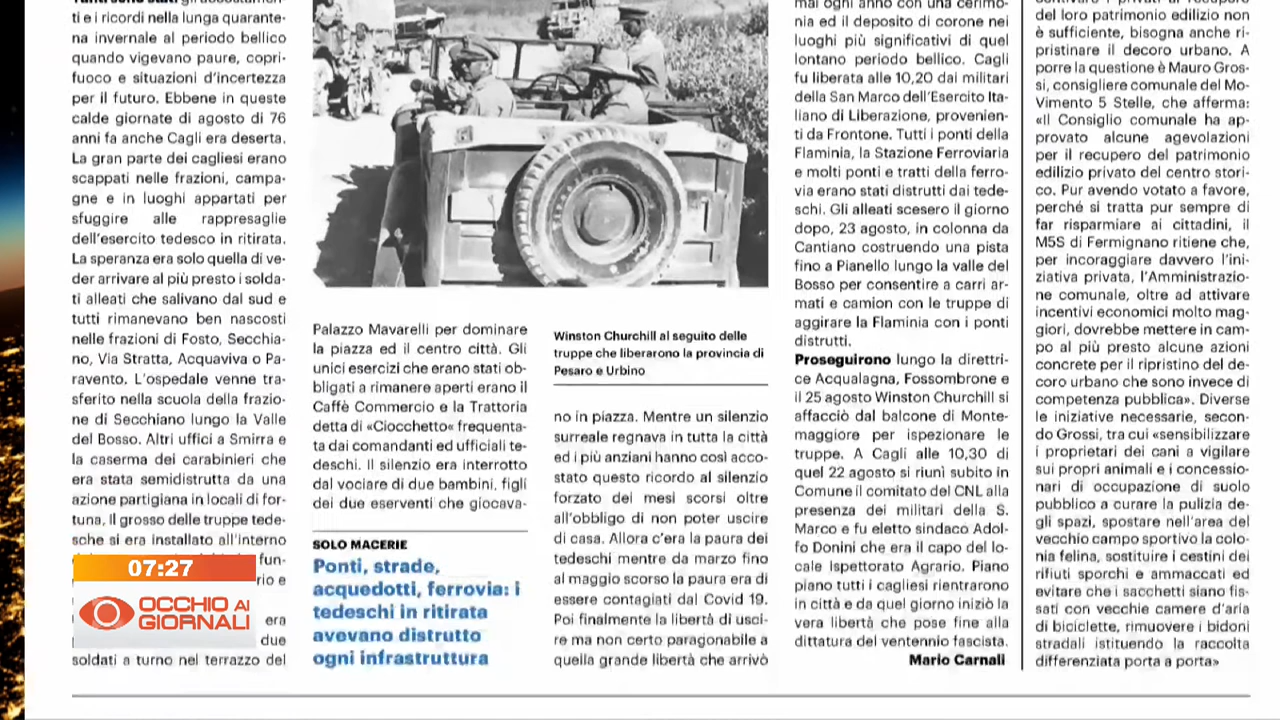 Tanti sono stati gli accostamen-
ti e i ricordi nella lunga quarante-
na invernale al periodo bellico
quando vigevano paure, copri-
fuoco e situazioni d'incertezza
per il futuro. Ebbene in queste
calde giornate di agosto di 76
anni fa anche Cagli era deserta.
La gran parte dei cagliesi erano
scappati nelle frazioni, campa-
gne e in luoghi appartati per
sfuggire alle rappresaglie
dell'esercito tedesco in ritirata.
La speranza era solo quella di ve-
der arrivare al più presto i solda-
ti alleati che salivano dal sud e
tutti rimanevano ben nascosti
nelle frazioni di Fosto, Secchia-
no, Via Stratta, Acquaviva o Pa-
ravento. L'ospedale venne tra-
sferito nella scuola della frazio-
ne di Secchiano lungo la Valle
del Bosso. Altri uffici a Smirra e
la caserma dei carabinieri che
era stata semidistrutta da una
azione partigiana in locali di for-
tuna. Il grosso delle truppe tede-
sche si era installato all'interno
fun-
rio e
era
due
soldati a turno nel terrazzo del
07:27
OCCHIO AI
GIORNALI
Palazzo Mavarelli per dominare
la piazza ed il centro città. Gli
unici esercizi che erano stati ob-
bligati a rimanere aperti erano il
Caffè Commercio e la Trattoria
detta di «Ciocchetto« frequenta-
ta dai comandanti ed ufficiali te-
deschi. Il silenzio era interrotto
dal vociare di due bambini, figli
dei due eserventi che giocava-
SOLO MACERIE
Ponti, strade,
acquedotti, ferrovia: i
tedeschi in ritirata
avevano distrutto
ogni infrastruttura
Winston Churchill al seguito delle
truppe che liberarono la provincia di
Pesaro e Urbino
no in piazza. Mentre un silenzio
surreale regnava in tutta la città
ed i più anziani hanno così acco-
stato questo ricordo al silenzio
forzato dei mesi scorsi oltre
all'obbligo di non poter uscire
di casa. Allora c'era la paura dei
tedeschi mentre da marzo fino
al maggio scorso la paura era di
essere contagiati dal Covid 19.
Poi finalmente la libertà di usci-
re ma non certo paragonabile a
quella grande libertà che arrivò
mai ogni anno con una cerimo-
nia ed il deposito di corone nei
luoghi più significativi di quel
lontano periodo bellico. Cagli
fu liberata alle 10,20 dai militari
della San Marco dell'Esercito Ita-
liano di Liberazione, provenien-
ti da Frontone. Tutti i ponti della
Flaminia, la Stazione Ferroviaria
e molti ponti e tratti della ferro-
via erano stati distrutti dai tede-
schi. Gli alleati scesero il giorno
dopo, 23 agosto, in colonna da
Cantiano costruendo una pista
fino a Pianello lungo la valle del
Bosso per consentire a carri ar-
mati e camion con le truppe di
aggirare la Flaminia con i ponti
distrutti.
Proseguirono lungo la direttri-
ce Acqualagna, Fossombrone e
il 25 agosto Winston Churchill si
affacciò dal balcone di Monte-
maggiore per ispezionare le
truppe. A Cagli alle 10,30 di
quel 22 agosto si riunì subito in
Comune il comitato del CNL alla
presenza dei militari della S.
Marco e fu eletto sindaco Adol-
fo Donini che era il capo del lo-
cale Ispettorato Agrario. Piano
piano tutti i cagliesi rientrarono
in città e da quel giorno iniziò la
vera libertà che pose fine alla
dittatura del ventennio fascista.
Mario Carnali
del loro patrimonio edilizio non
è sufficiente, bisogna anche ri-
pristinare il decoro urbano. A
porre la questione è Mauro Gros-
si, consigliere comunale del Mo-
Vimento 5 Stelle, che afferma:
«Il Consiglio comunale ha ap-
provato alcune agevolazioni
per il recupero del patrimonio
edilizio privato del centro stori-
co. Pur avendo votato a favore,
perché si tratta pur sempre di
far risparmiare ai cittadini, il
M5S di Fermignano ritiene che,
per incoraggiare davvero l'ini-
ziativa privata, l'Amministrazio-
ne comunale, oltre ad attivare
incentivi economici molto mag-
giori, dovrebbe mettere in cam-
po al più presto alcune azioni
concrete per il ripristino del de-
coro urbano che sono invece di
competenza pubblica». Diverse
le iniziative necessarie, secon-
do Grossi, tra cui «sensibilizzare
i proprietari dei cani a vigilare
sui propri animali e i concessio-
nari di occupazione di suolo
pubblico a curare la pulizia de-
gli spazi, spostare nell'area del
vecchio campo sportivo la colo-
nia felina, sostituire i cestini dei
rifiuti sporchi e ammaccati ed
evitare che i sacchetti siano fis-
sati con vecchie camere d'aria
di biciclette, rimuovere i bidoni
stradali istituendo la raccolta
differenziata porta a porta»